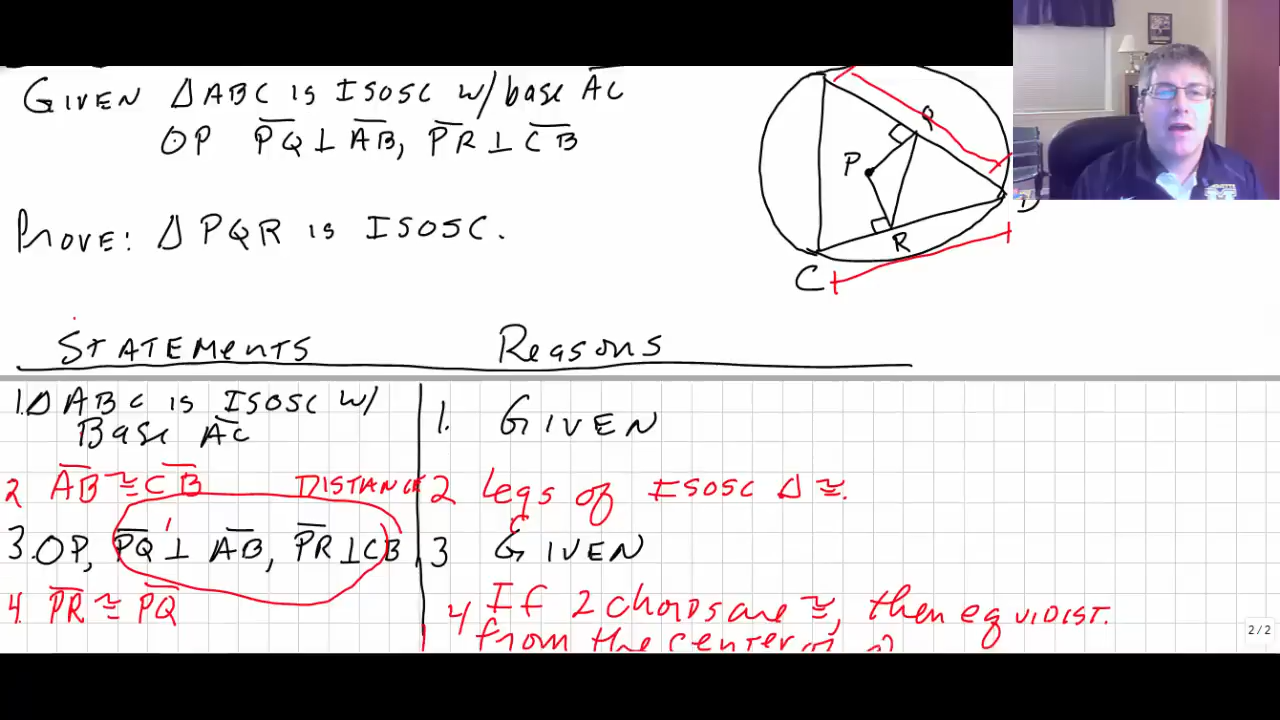 GIVEN △ABC IS ISOSC w/ base AC
⊙P PQ ⊥ AB, PR ⊥ CB
PROVE: △PQR IS ISOSC.
Q
P
R
C
STATEMENTS Reasons
1. △ABC IS ISOSC w/ 1. GIVEN
Base AC
2 AB ≅ CB DISTANCE 2 legs of ISOSC △ ≅.
3. ⊙P, PQ ⊥ AB, PR ⊥ CB 3 GIVEN
4. PR ≅ PQ 4 If 2 chords are ≅, then equidist.
from the center of
2/2